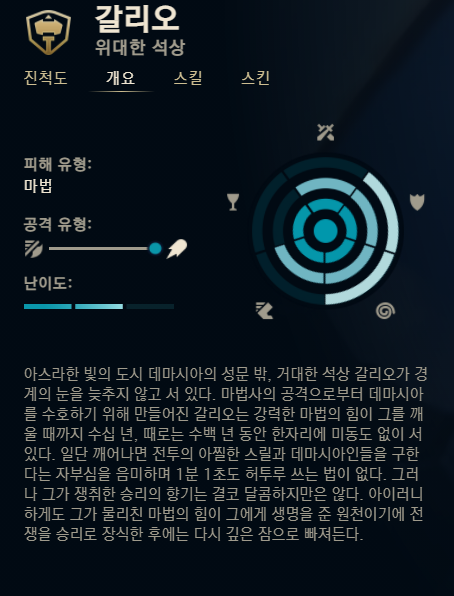 갈리오
위대한 석상
진척도 개요 스킬 스킨
피해 유형:
마법
공격 유형:
난이도:
아스라한 빛의 도시 데마시아의 성문 밖, 거대한 석상 갈리오가 경
계의 눈을 늦추지 않고 서 있다. 마법사의 공격으로부터 데마시아
를 수호하기 위해 만들어진 갈리오는 강력한 마법의 힘이 그를 깨
울 때까지 수십 년, 때로는 수백 년 동안 한자리에 미동도 없이 서
있다. 일단 깨어나면 전투의 아찔한 스릴과 데마시아인들을 구한
다는 자부심을 음미하며 1분 1초도 허투루 쓰는 법이 없다. 그러
나 그가 쟁취한 승리의 향기는 결코 달콤하지만은 않다. 아이러니
하게도 그가 물리친 마법의 힘이 그에게 생명을 준 원천이기에 전
쟁을 승리로 장식한 후에는 다시 깊은 잠으로 빠져든다.